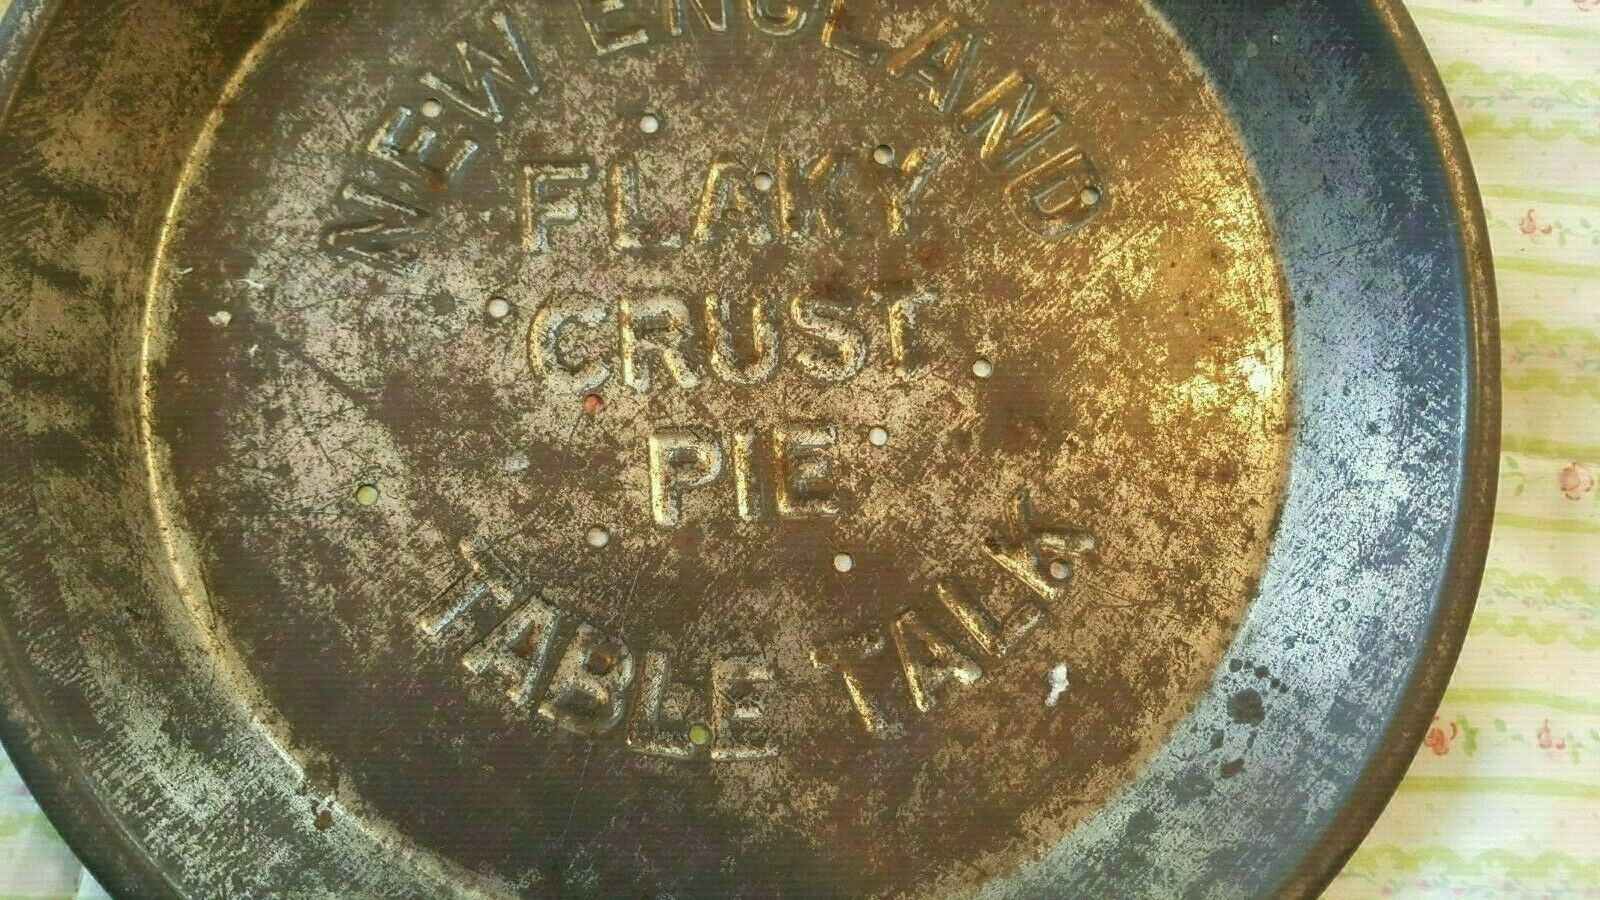 NEW ENGLAND
FLAKY
CRUST
PIE
TABLE TALK